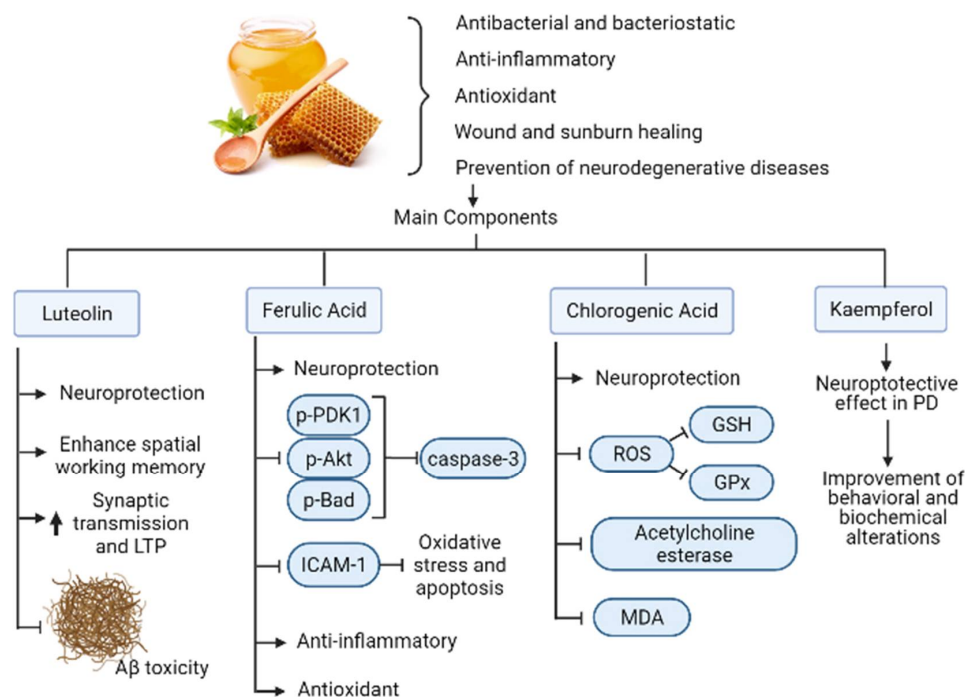 Antibacterial and bacteriostatic
Anti-inflammatory
Antioxidant
Wound and sunburn healing
Prevention of neurodegenerative diseases
Main Components
Luteolin
Neuroprotection
Enhance spatial
working memory
Synaptic
transmission
and LTP
Aβ toxicity
Ferulic Acid
Neuroprotection
p-PDK1
p-Akt
p-Bad
caspase-3
ICAM-1
Oxidative
stress and
apoptosis
Anti-inflammatory
Antioxidant
Chlorogenic Acid
Neuroprotection
ROS
GSH
GPx
Acetylcholine
esterase
MDA
Kaempferol
Neuroptotective
effect in PD
Improvement of
behavioral and
biochemical
alterations